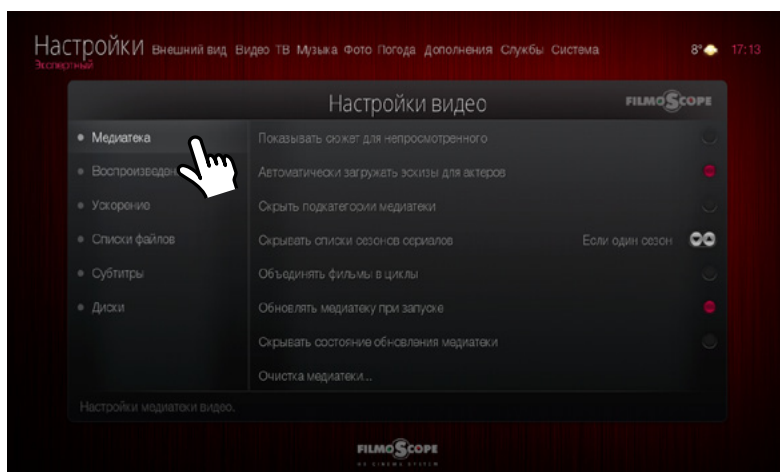 Настройки Внешний вид Видео ТВ Музыка Фото Погода Дополнения Службы Система 8° 17:13
Экспертный
Настройки видео FILMOSCOPE
Медиатека
Показывать сюжет для непросмотренного
Автоматически загружать эскизы для актеров
Ускорение
Скрыть подкатегории медиатеки
Списки файлов
Скрывать списки сезонов сериалов Если один сезон
Субтитры
Объединять фильмы в циклы
Диски
Обновлять медиатеку при запуске
Скрывать состояние обновления медиатеки
Очистка медиатеки...
Настройки медиатеки видео.
FILMOSCOPE
HD CINEMA SYSTEM